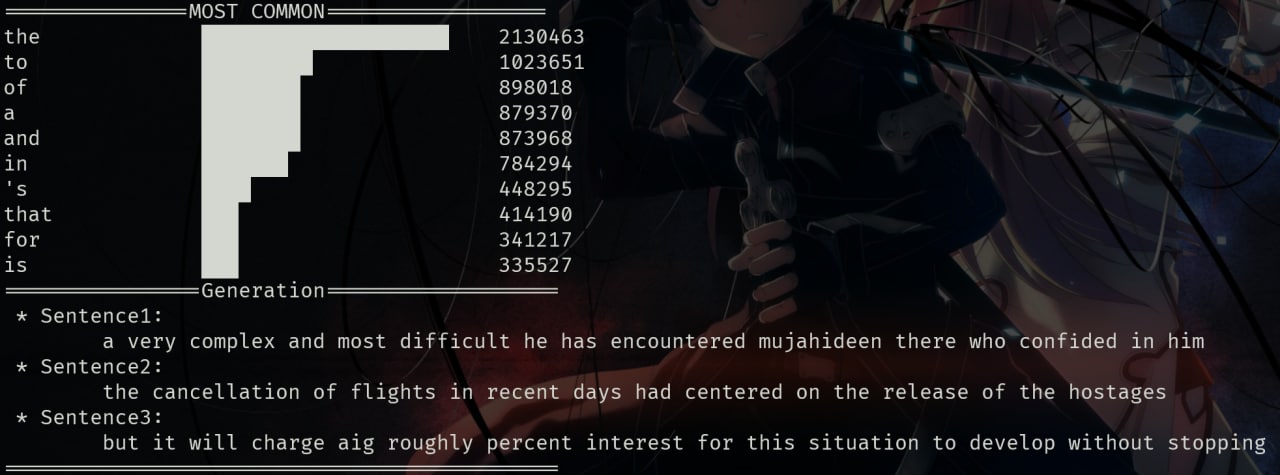 MOST COMMON
the 2130463
to 1023651
of 898018
a 879370
and 873968
in 784294
's 448295
that 414190
for 341217
is 335527
Generation
* Sentence1:
a very complex and most difficult he has encountered mujahideen there who confided in him
* Sentence2:
the cancellation of flights in recent days had centered on the release of the hostages
* Sentence3:
but it will charge aig roughly percent interest for this situation to develop without stopping